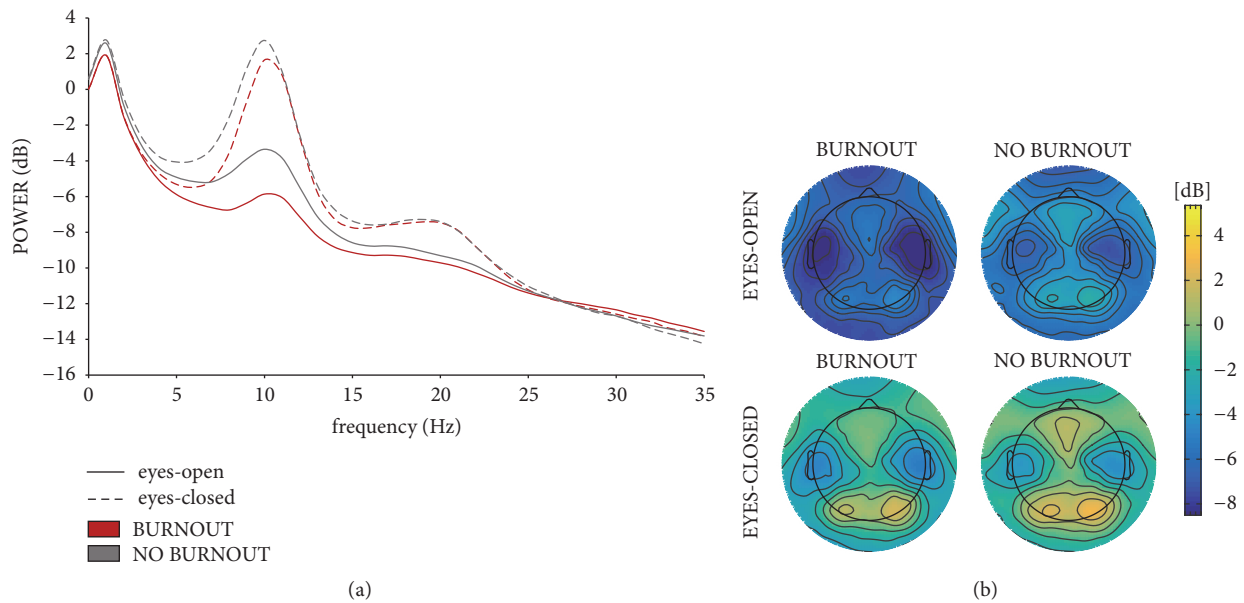 4
2
0
−2
−4
−6
−8
−10
−12
−14
−16
POWER (dB)
0
5
10
15
20
25
30
35
frequency (Hz)
eyes-open
eyes-closed
BURNOUT
NO BURNOUT
(a)
BURNOUT
NO BURNOUT
EYES-OPEN
BURNOUT
NO BURNOUT
EYES-CLOSED
[dB]
4
2
0
−2
−4
−6
−8
(b)